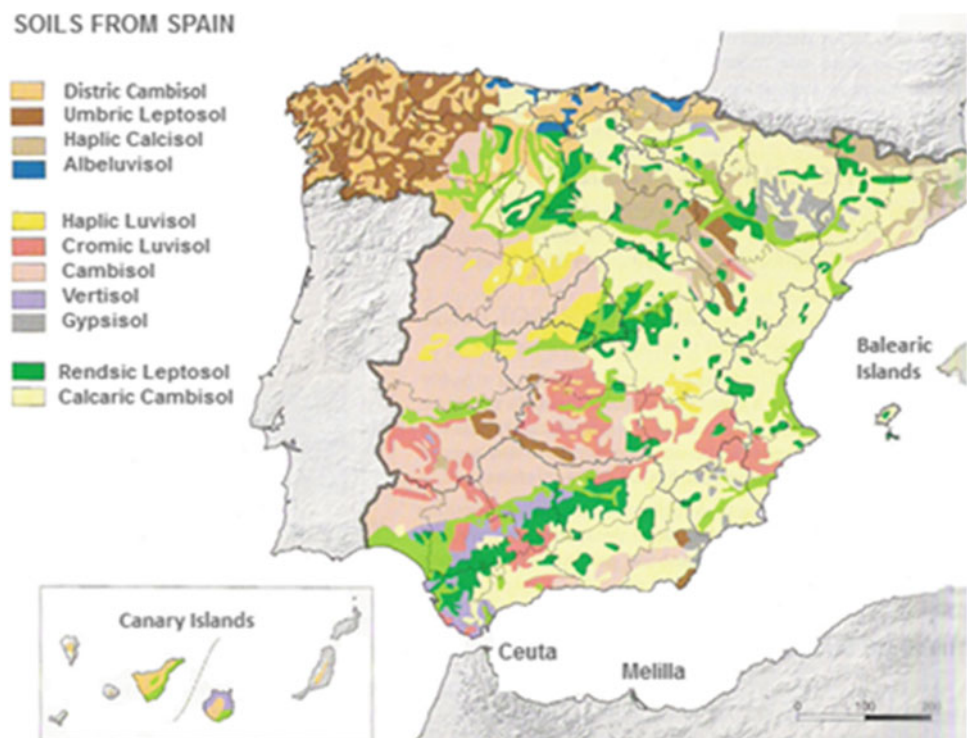 SOILS FROM SPAIN
Distric Cambisol
Umbric Leptosol
Haplic Calcisol
Albeluvisol
Haplic Luvisol
Cromic Luvisol
Cambisol
Vertisol
Gypsisol
Rendsic Leptosol
Calcaric Cambisol
Balearic
Islands
Canary Islands
Ceuta
Melilla
0 100 200